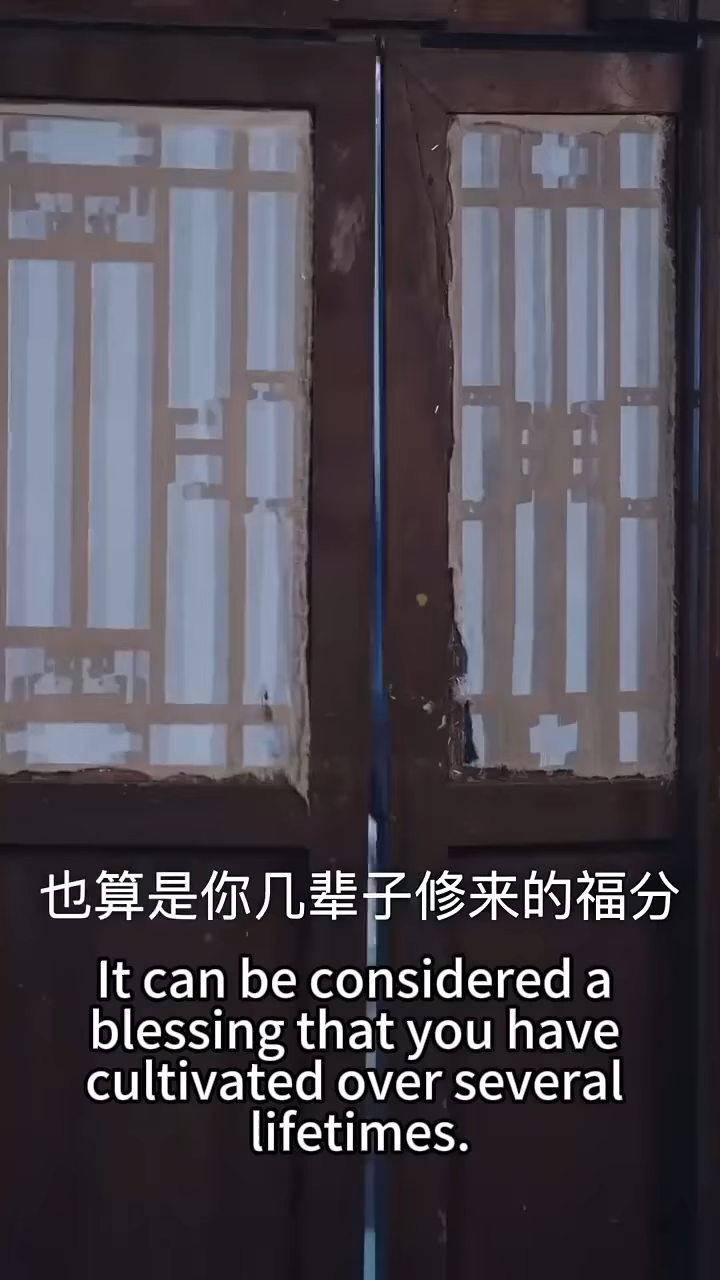 也算是你几辈子修来的福分
It can be considered a
blessing that you have
cultivated over several
lifetimes.